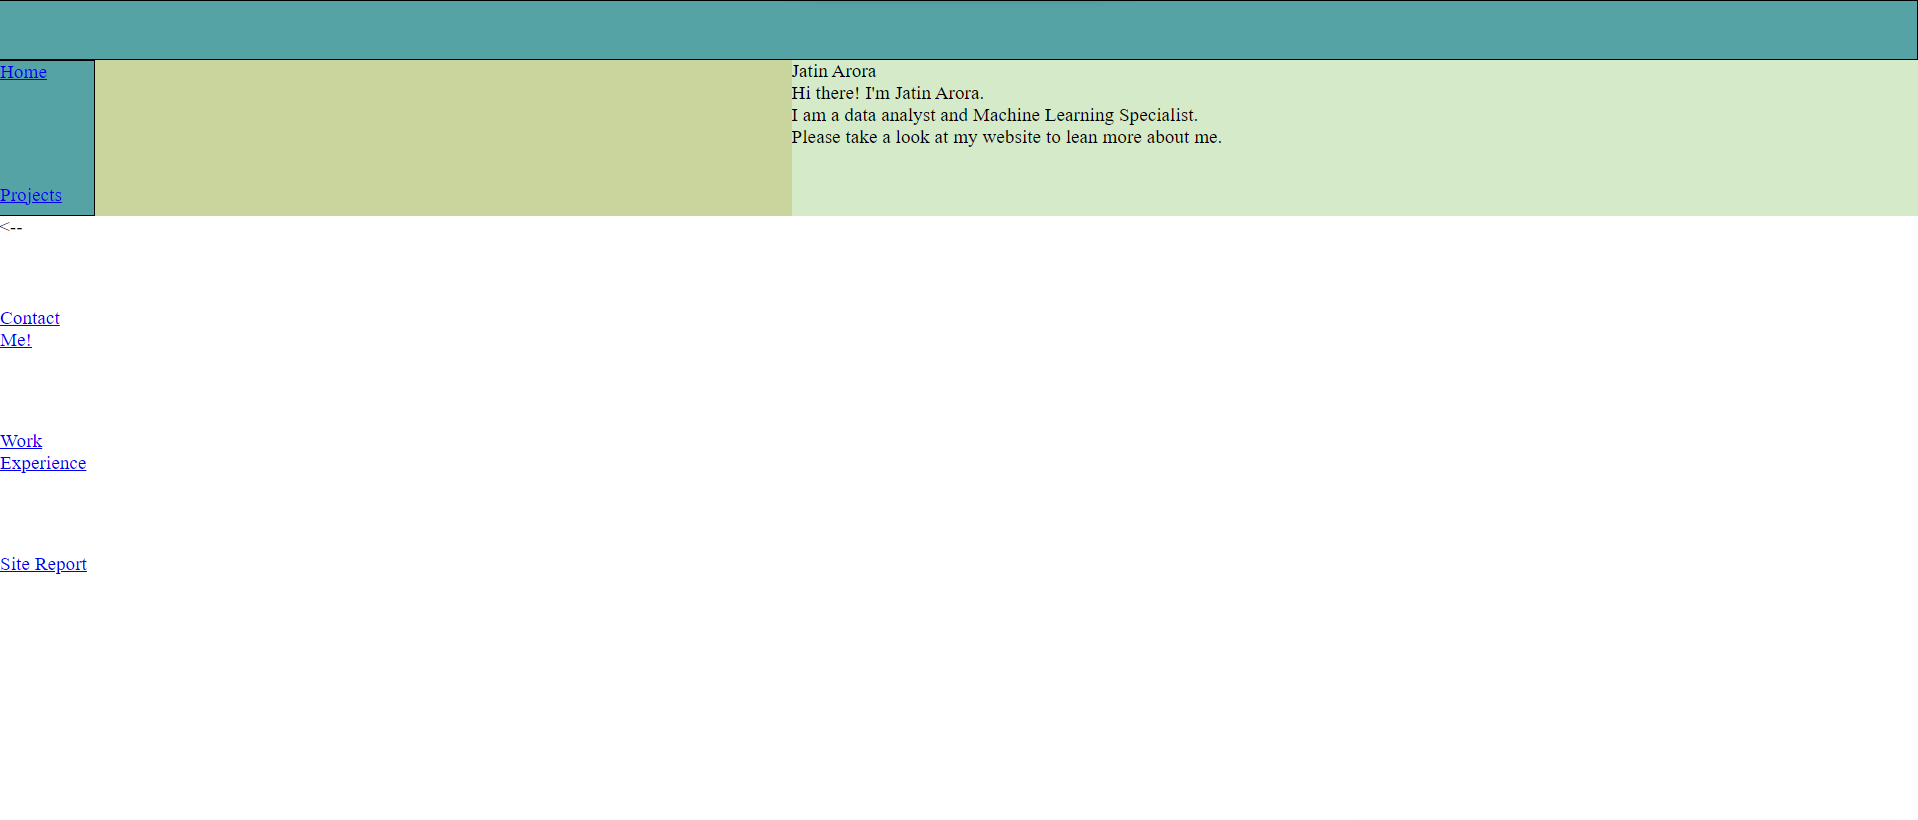 Home
Jatin Arora
Hi there! I'm Jatin Arora.
I am a data analyst and Machine Learning Specialist.
Please take a look at my website to lean more about me.
Projects
<--
Contact
Me!
Work
Experience
Site Report